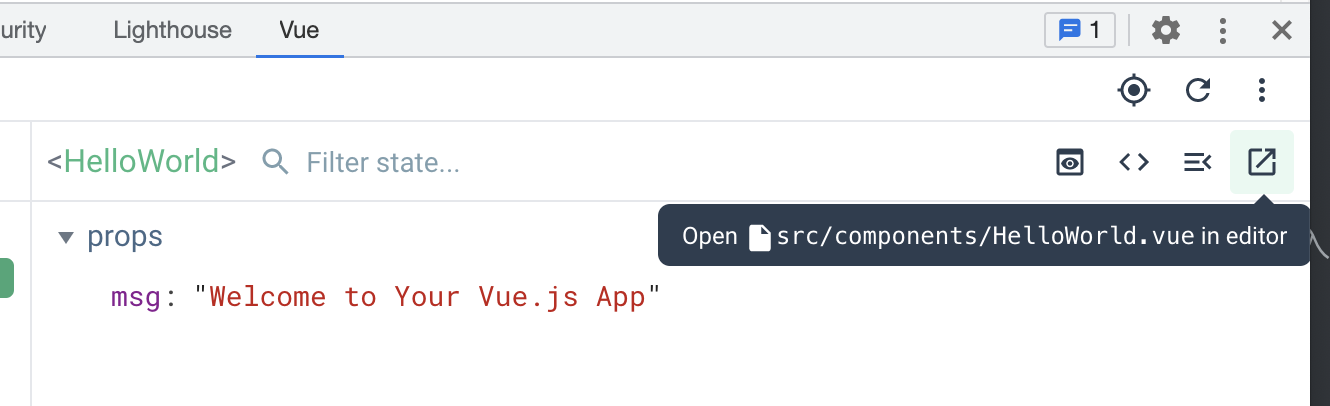 urity Lighthouse Vue 1
<HelloWorld> Filter state...
props
Open src/components/HelloWorld.vue in editor
msg: "Welcome to Your Vue.js App"